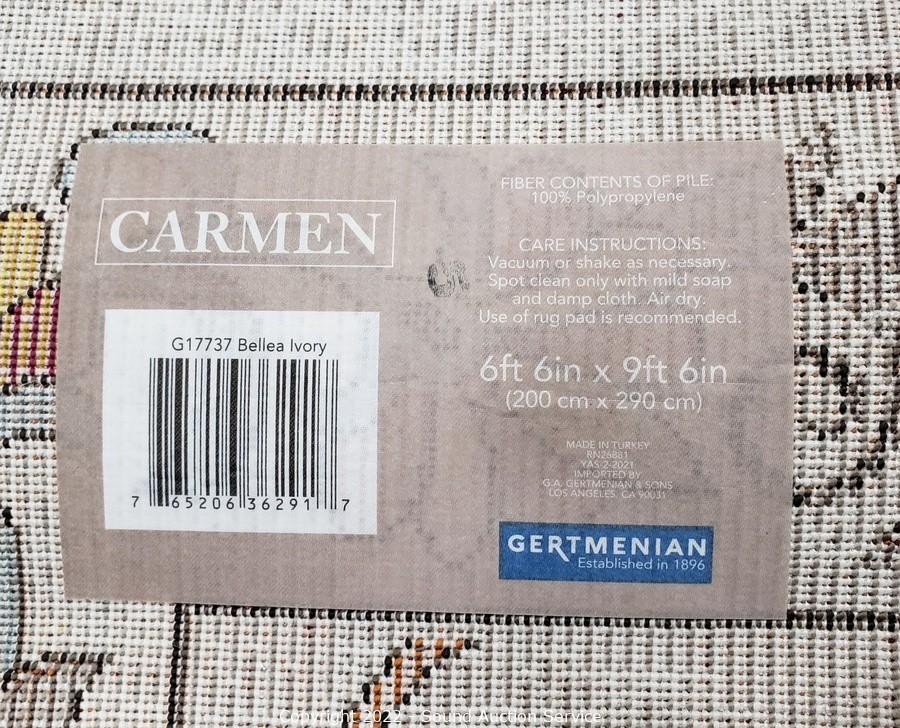 CARMEN
G17737 Bellea Ivory
7 65206 36291 7
FIBER CONTENTS OF PILE:
100% Polypropylene
CARE INSTRUCTIONS:
Vacuum or shake as necessary.
Spot clean only with mild soap
and damp cloth. Air dry.
Use of rug pad is recommended.
6ft 6in x 9ft 6in
(200 cm x 290 cm)
MADE IN TURKEY
RN26881
YAS-2-2021
IMPORTED BY
G.A. GERTMENIAN & SONS
LOS ANGELES, CA 90031
GERTMENIAN
Established in 1896
Copyright 2022 - Sound Auction Service